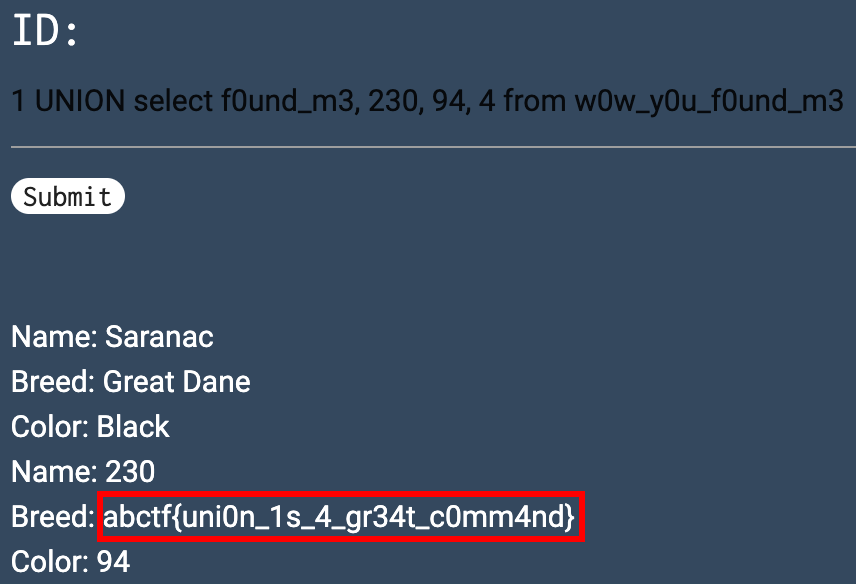 ID:
1 UNION select f0und_m3, 230, 94, 4 from w0w_y0u_f0und_m3
Submit
Name: Saranac
Breed: Great Dane
Color: Black
Name: 230
Breed: abctf{uni0n_1s_4_gr34t_c0mm4nd}
Color: 94